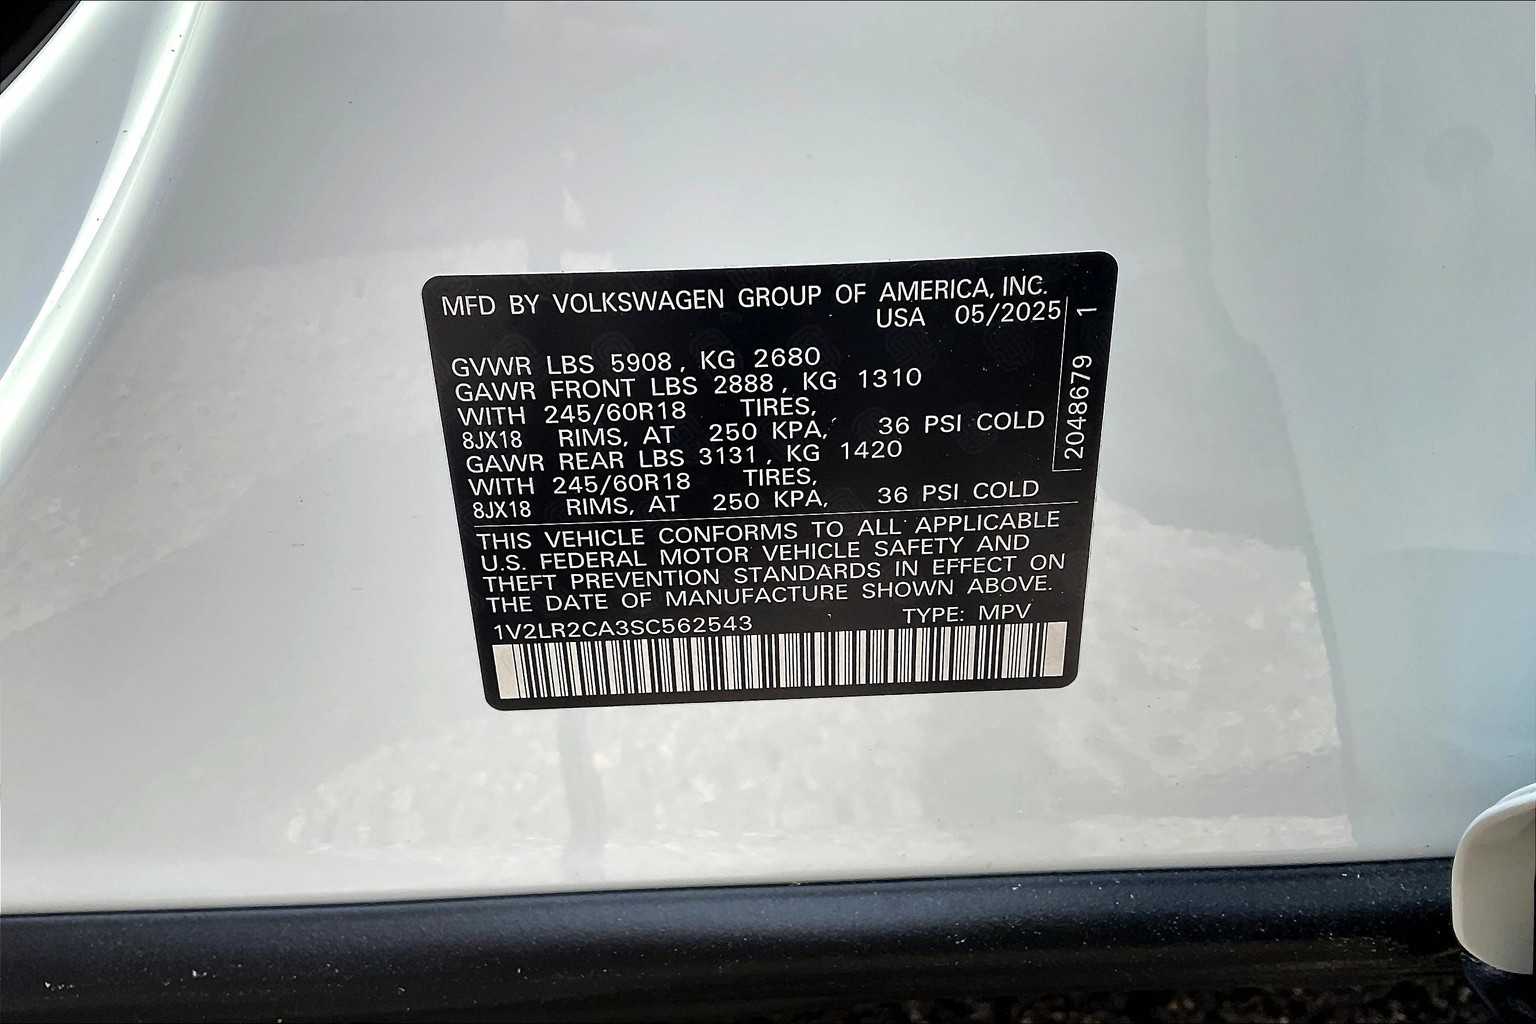 MFD BY VOLKSWAGEN GROUP OF AMERICA, INC.
USA 05/2025
GVWR LBS 5908, KG 2680
GAWR FRONT LBS 2888, KG 1310
WITH 245/60R18 TIRES,
8JX18 RIMS, AT 250 KPA, 36 PSI COLD
GAWR REAR LBS 3131, KG 1420
WITH 245/60R18 TIRES,
8JX18 RIMS, AT 250 KPA, 36 PSI COLD
2048679 1
THIS VEHICLE CONFORMS TO ALL APPLICABLE
U.S. FEDERAL MOTOR VEHICLE SAFETY AND
THEFT PREVENTION STANDARDS IN EFFECT ON
THE DATE OF MANUFACTURE SHOWN ABOVE.
1V2LR2CA3SC562543 TYPE: MPV